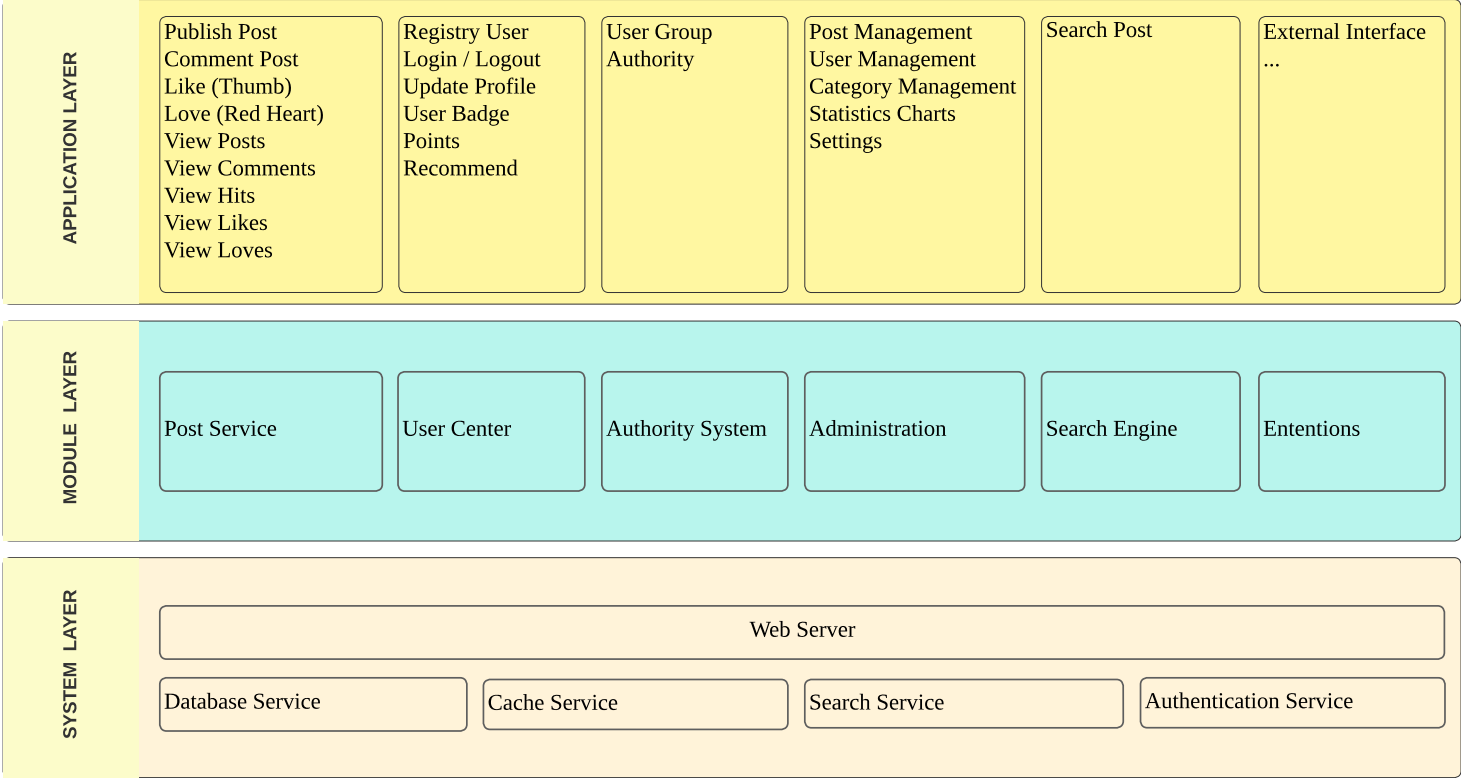 APPLICATION LAYER
Publish Post
Comment Post
Like (Thumb)
Love (Red Heart)
View Posts
View Comments
View Hits
View Likes
View Loves
Registry User
Login / Logout
Update Profile
User Badge
Points
Recommend
User Group
Authority
Post Management
User Management
Category Management
Statistics Charts
Settings
Search Post
External Interface
...
MODULE LAYER
Post Service
User Center
Authority System
Administration
Search Engine
Ententions
SYSTEM LAYER
Web Server
Database Service
Cache Service
Search Service
Authentication Service